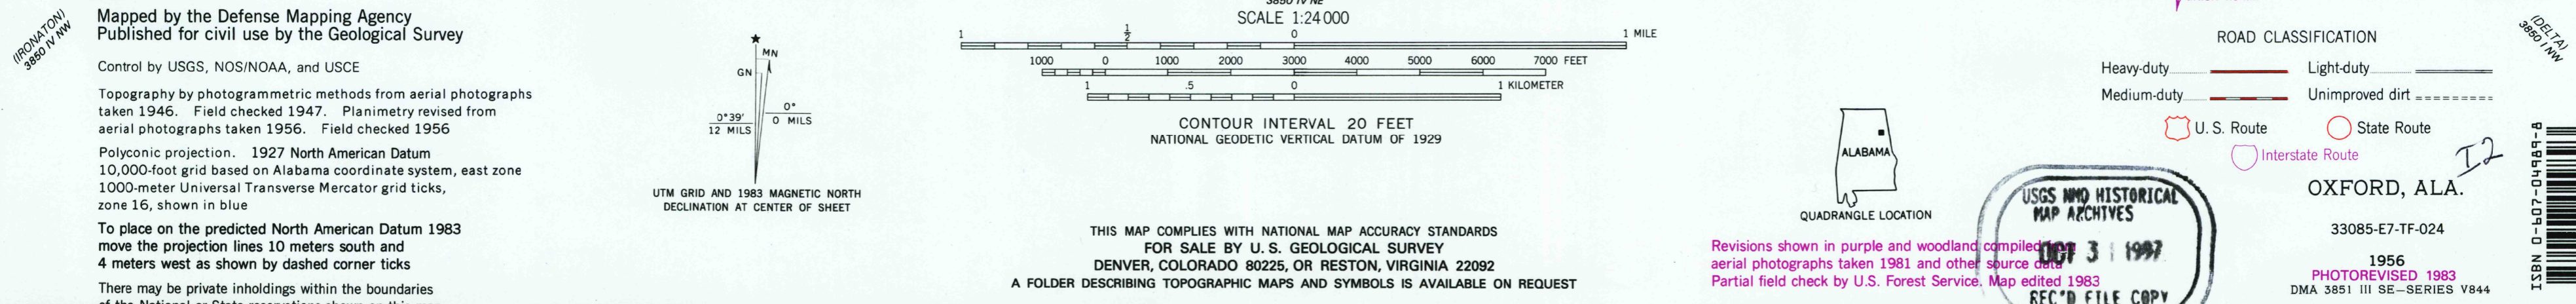 (IRONATON)
3850 IV NW
Mapped by the Defense Mapping Agency
Published for civil use by the Geological Survey
Control by USGS, NOS/NOAA, and USCE
Topography by photogrammetric methods from aerial photographs
taken 1946. Field checked 1947. Planimetry revised from
aerial photographs taken 1956. Field checked 1956
Polyconic projection. 1927 North American Datum
10,000-foot grid based on Alabama coordinate system, east zone
1000-meter Universal Transverse Mercator grid ticks,
zone 16, shown in blue
To place on the predicted North American Datum 1983
move the projection lines 10 meters south and
4 meters west as shown by dashed corner ticks
There may be private inholdings within the boundaries
of the National or State reservations shown on this map
★
MN
GN
0°39'
12 MILS
0°
0 MILS
UTM GRID AND 1983 MAGNETIC NORTH
DECLINATION AT CENTER OF SHEET
3850 IV NE
SCALE 1:24 000
1 ½ 0 1 MILE
1000 0 1000 2000 3000 4000 5000 6000 7000 FEET
1 .5 0 1 KILOMETER
CONTOUR INTERVAL 20 FEET
NATIONAL GEODETIC VERTICAL DATUM OF 1929
THIS MAP COMPLIES WITH NATIONAL MAP ACCURACY STANDARDS
FOR SALE BY U. S. GEOLOGICAL SURVEY
DENVER, COLORADO 80225, OR RESTON, VIRGINIA 22092
A FOLDER DESCRIBING TOPOGRAPHIC MAPS AND SYMBOLS IS AVAILABLE ON REQUEST
ALABAMA
QUADRANGLE LOCATION
Revisions shown in purple and woodland compiled from
aerial photographs taken 1981 and other source data
Partial field check by U.S. Forest Service. Map edited 1983
USGS NMD HISTORICAL
MAP ARCHIVES
OCT 3 1 1997
REC'D FILE COPY
ROAD CLASSIFICATION
Heavy-duty Light-duty
Medium-duty Unimproved dirt
U. S. Route State Route
Interstate Route
I2
OXFORD, ALA.
33085-E7-TF-024
1956
PHOTOREVISED 1983
DMA 3851 III SE–SERIES V844
(DELTA)
3850 I NW
ISBN 0-607-04989-8